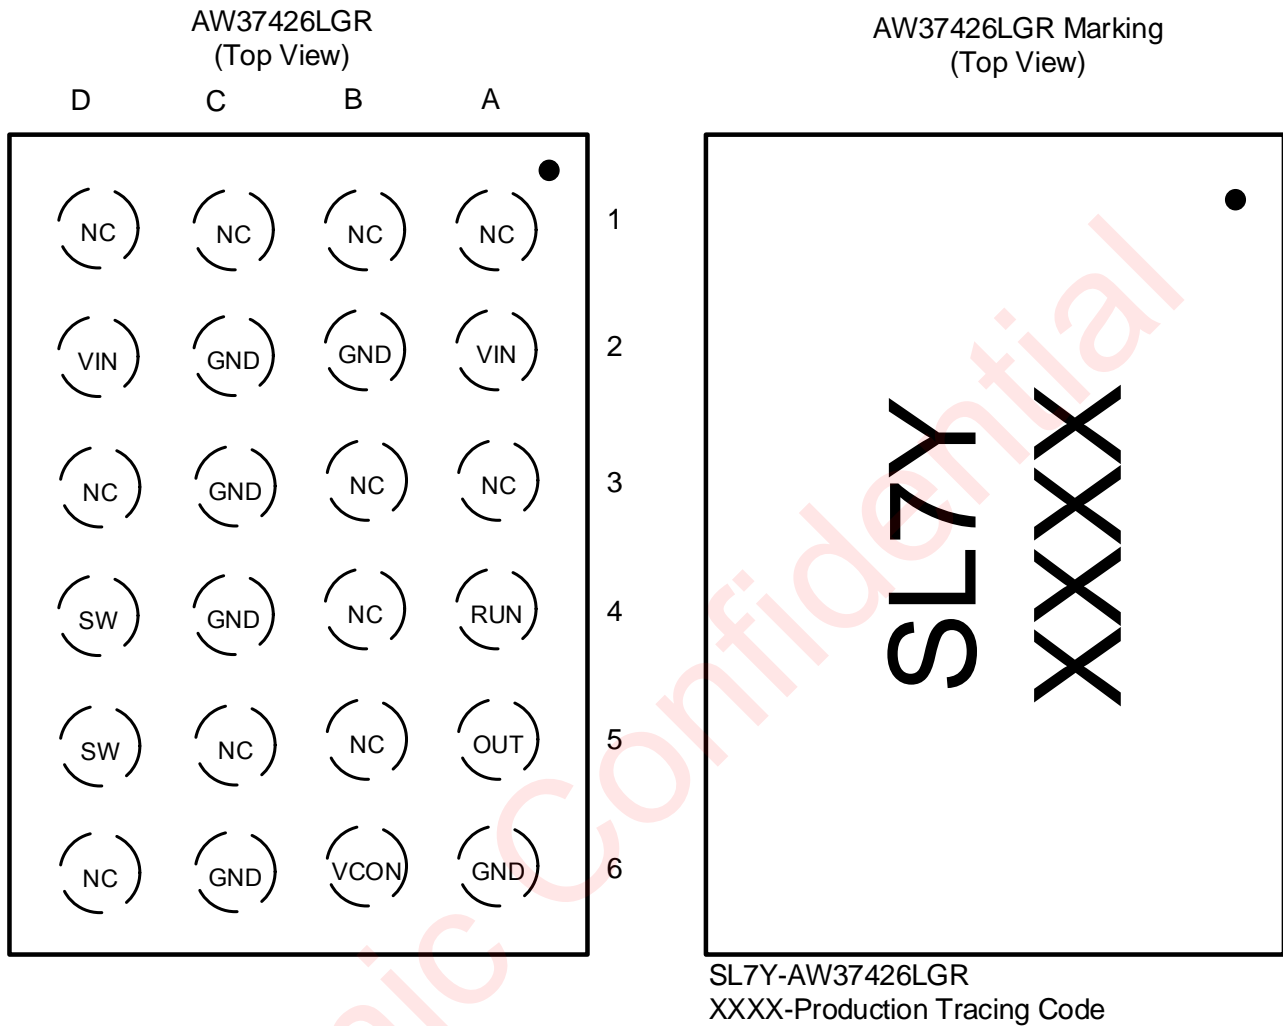 AW37426LGR
(Top View)
D C B A
NC NC NC NC 1
VIN GND GND VIN 2
NC GND NC NC 3
SW GND NC RUN 4
SW NC NC OUT 5
NC GND VCON GND 6
AW37426LGR Marking
(Top View)
SL7Y
XXXX
SL7Y-AW37426LGR
XXXX-Production Tracing Code
nic Confidential